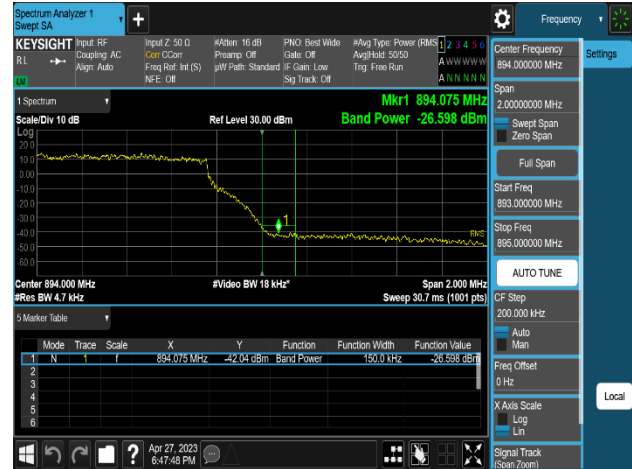 Spectrum Analyzer 1
Swept SA
+
Frequency
KEYSIGHT
RL
Input: RF
Coupling: AC
Align: Auto
Input Z: 50 Ω
Corr CCorr
Freq Ref: Int (S)
NFE: Off
#Atten: 16 dB
Preamp: Off
µW Path: Standard
PNO: Best Wide
Gate: Off
IF Gain: Low
Sig Track: Off
#Avg Type: Power (RMS
Avg|Hold: 50/50
Trig: Free Run
1 2 3 4 5 6
A W W W W W
A N N N N N
1 Spectrum
Scale/Div 10 dB
Ref Level 30.00 dBm
Mkr1 894.075 MHz
Band Power -26.598 dBm
Log
20.0
10.0
0.00
-10.0
-20.0
-30.0
-40.0
-50.0
-60.0
1
RMS
Center 894.000 MHz
#Res BW 4.7 kHz
#Video BW 18 kHz*
Span 2.000 MHz
Sweep 30.7 ms (1001 pts)
5 Marker Table
Mode Trace Scale X Y Function Function Width Function Value
1 N 1 f 894.075 MHz -42.04 dBm Band Power 150.0 kHz -26.598 dBm
2
3
4
5
6
Apr 27, 2023
6:47:48 PM
Center Frequency
894.000000 MHz
Settings
Span
2.00000000 MHz
Swept Span
Zero Span
Full Span
Start Freq
893.000000 MHz
Stop Freq
895.000000 MHz
AUTO TUNE
CF Step
200.000 kHz
Auto
Man
Freq Offset
0 Hz
X Axis Scale
Log
Lin
Local
Signal Track
(Span Zoom)